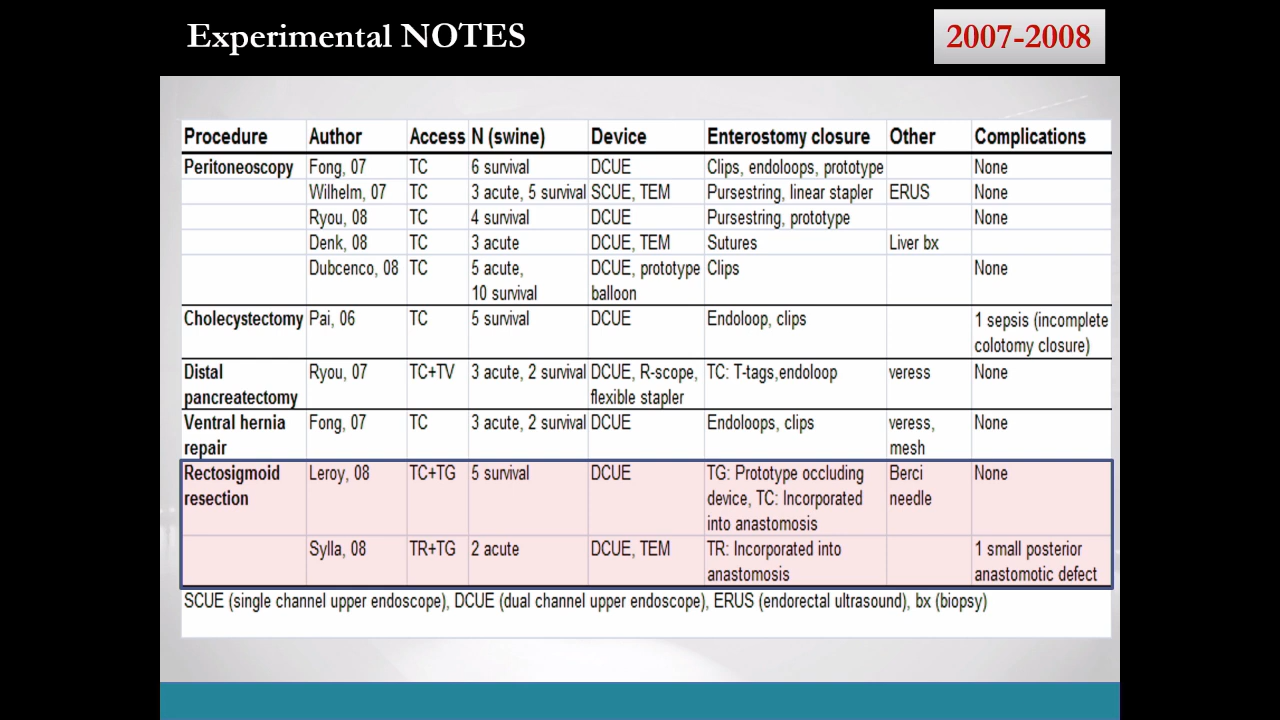 Experimental NOTES
2007-2008
Procedure Author Access N (swine) Device Enterostomy closure Other Complications
Peritoneoscopy Fong, 07 TC 6 survival DCUE Clips, endoloops, prototype None
Wilhelm, 07 TC 3 acute, 5 survival SCUE, TEM Pursestring, linear stapler ERUS None
Ryou, 08 TC 4 survival DCUE Pursestring, prototype None
Denk, 08 TC 3 acute DCUE, TEM Sutures Liver bx
Dubcenco, 08 TC 5 acute, DCUE, prototype Clips None
10 survival balloon
Cholecystectomy Pai, 06 TC 5 survival DCUE Endoloop, clips 1 sepsis (incomplete
colotomy closure)
Distal Ryou, 07 TC+TV 3 acute, 2 survival DCUE, R-scope, TC: T-tags,endoloop veress None
pancreatectomy flexible stapler
Ventral hernia Fong, 07 TC 3 acute, 2 survival DCUE Endoloops, clips veress, None
repair mesh
Rectosigmoid Leroy, 08 TC+TG 5 survival DCUE TG: Prototype occluding Berci None
resection device, TC: Incorporated needle
into anastomosis
Sylla, 08 TR+TG 2 acute DCUE, TEM TR: Incorporated into 1 small posterior
anastomosis anastomotic defect
SCUE (single channel upper endoscope), DCUE (dual channel upper endoscope), ERUS (endorectal ultrasound), bx (biopsy)